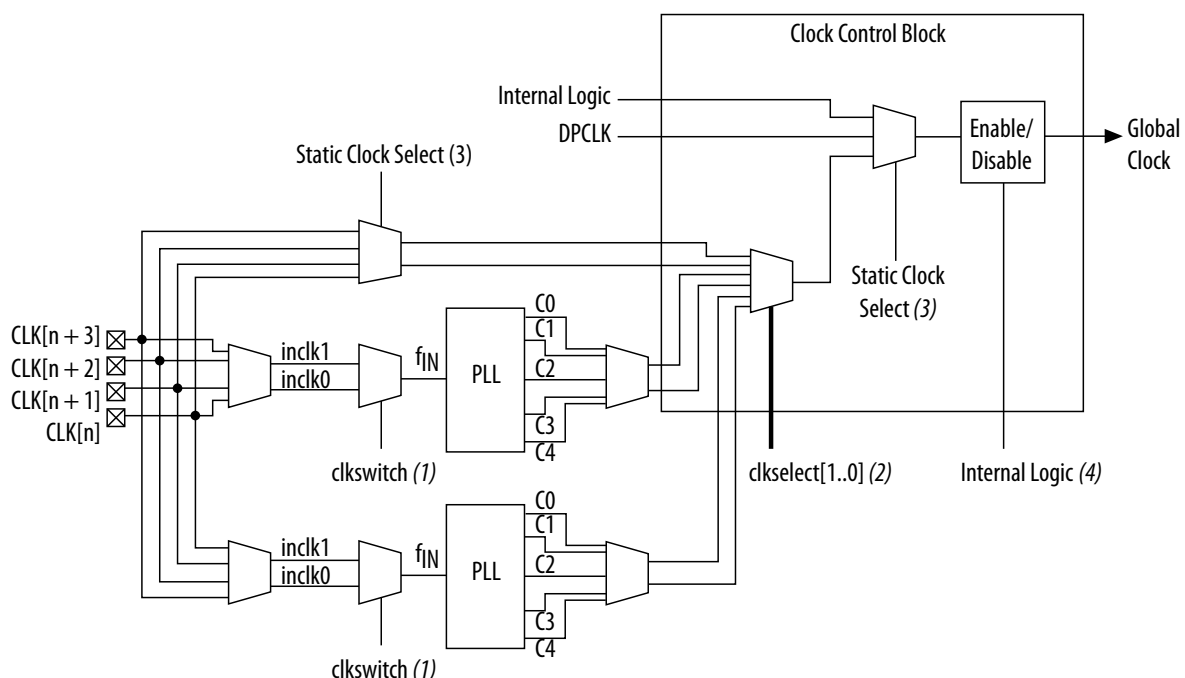 Clock Control Block
Internal Logic
DPCLK
Enable/
Disable
Global
Clock
Static Clock Select (3)
Static Clock
Select (3)
CLK[n + 3]
CLK[n + 2]
CLK[n + 1]
CLK[n]
inclk1
inclk0
fIN
PLL
C0
C1
C2
C3
C4
clkswitch (1)
clkselect[1..0] (2)
Internal Logic (4)
inclk1
inclk0
fIN
PLL
C0
C1
C2
C3
C4
clkswitch (1)